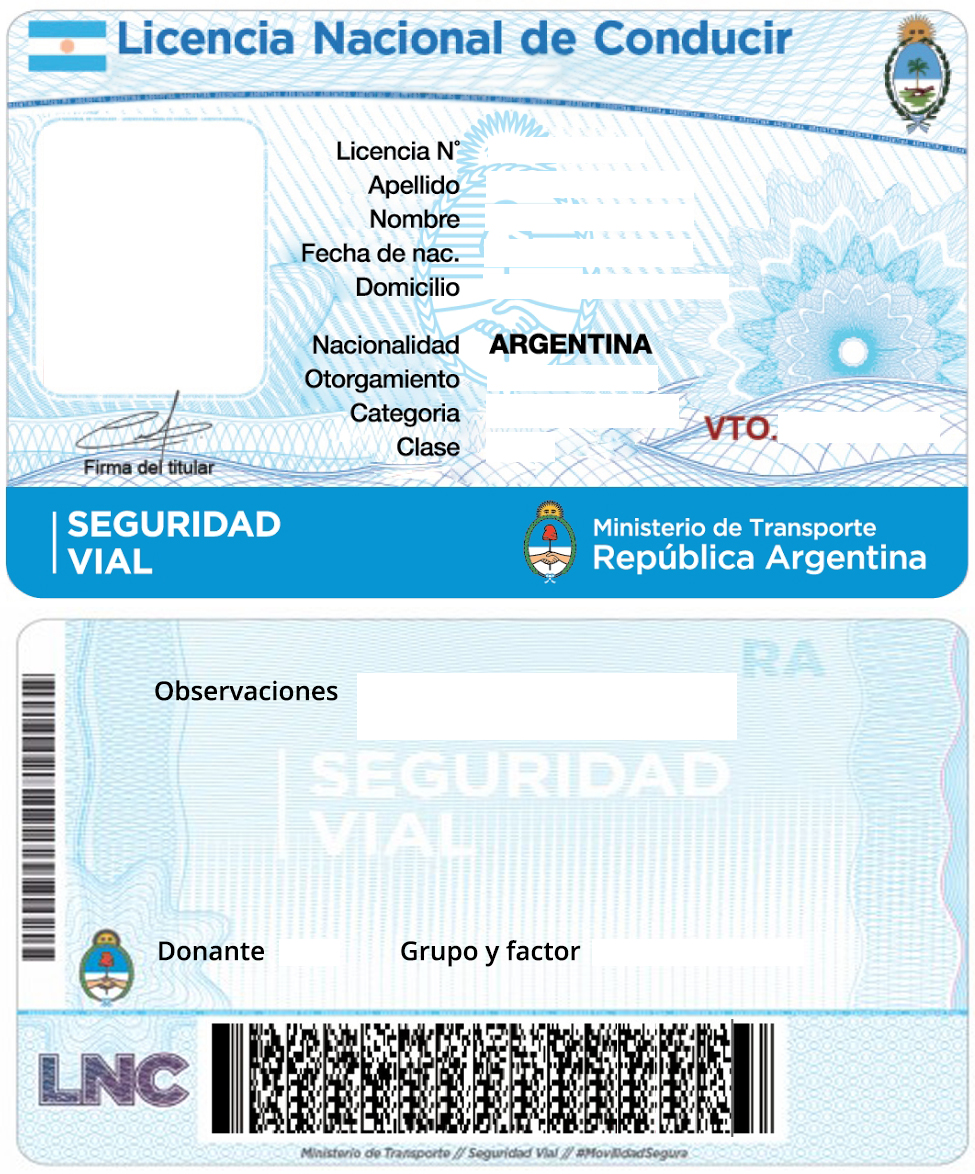 Licencia Nacional de Conducir
Licencia N°
Apellido
Nombre
Fecha de nac.
Domicilio
Nacionalidad ARGENTINA
Otorgamiento
Categoria
Clase
VTO.
Firma del titular
SEGURIDAD
VIAL
Ministerio de Transporte
República Argentina
RA
Observaciones
SEGURIDAD
VIAL
Donante Grupo y factor
LNC
Ministerio de Transporte // Seguridad Vial // #MovilidadSegura